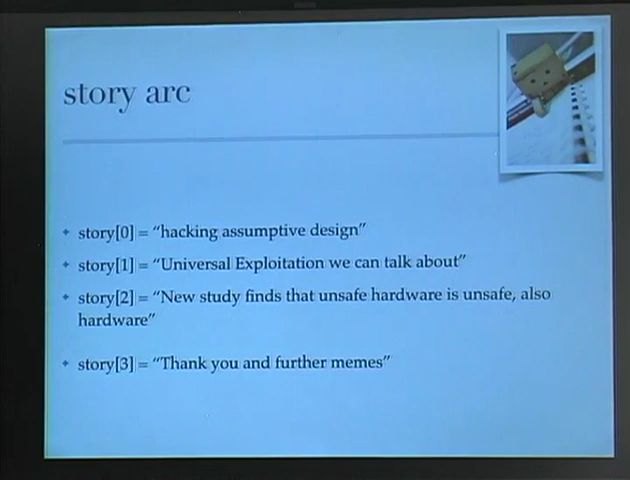 story arc
story[0] = “hacking assumptive design”
story[1] = “Universal Exploitation we can talk about”
story[2] = “New study finds that unsafe hardware is unsafe, also
hardware”
story[3] = “Thank you and further memes”